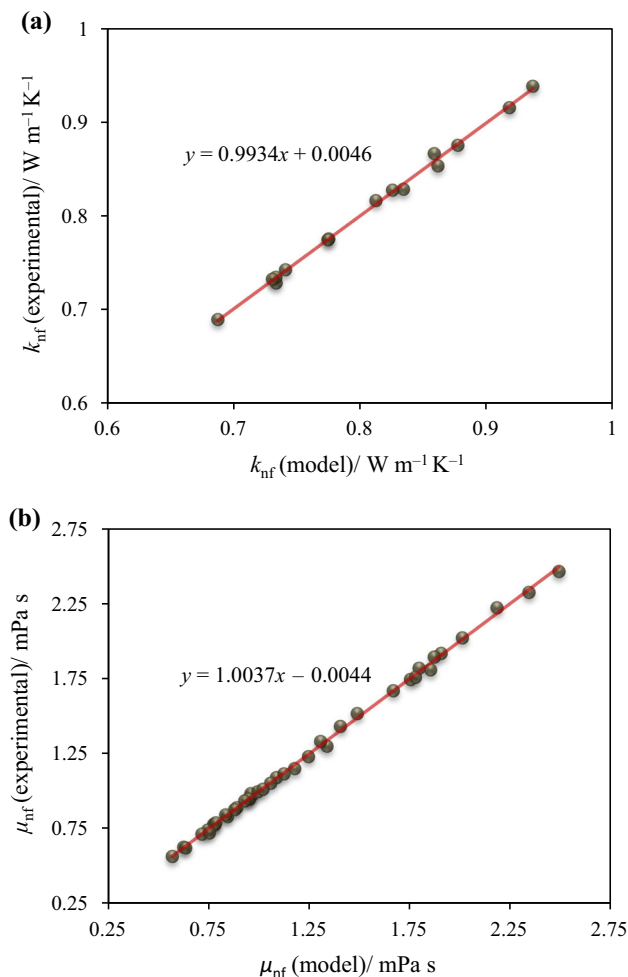 (a)
1
0.9
0.8
0.7
0.6
k_nf (experimental)/ W m⁻¹ K⁻¹
y = 0.9934x + 0.0046
0.6 0.7 0.8 0.9 1
k_nf (model)/ W m⁻¹ K⁻¹
(b)
2.75
2.25
1.75
1.25
0.75
0.25
μ_nf (experimental)/ mPa s
y = 1.0037x – 0.0044
0.25 0.75 1.25 1.75 2.25 2.75
μ_nf (model)/ mPa s